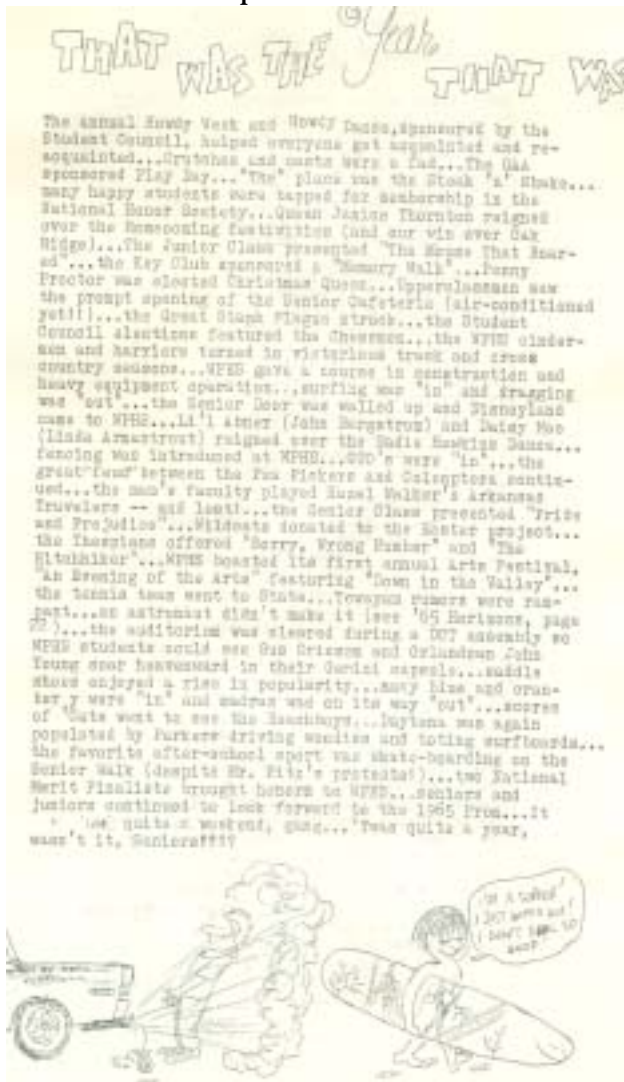 THAT WAS THE Year THAT WAS
The annual Howdy Week and Howdy Dance, sponsored by the
Student Council, helped everyone get acquainted and re-
acquainted...Crutches and casts were a fad...The GAA
sponsored Play Day..."The" place was the Steak 'n' Shake...
many happy students were tapped for membership in the
National Honor Society...Queen Janice Thornton reigned
over the Homecoming festivities (and our win over Oak
Ridge)...The Junior Class presented "The Mouse That Roar-
ed"...the Key Club sponsored a "Memory Walk"...Penny
Proctor was elected Christmas Queen...Upperclassmen saw
the prompt opening of the Senior Cafeteria (air-conditioned
yet!!)...the Great Staph Plague struck...the Student
Council elections featured the Chessmen...the WPHS cinder-
men and harriers turned in victorious track and cross
country seasons...WPHS gave a course in construction and
heavy equipment operation...surfing was "in" and dragging
was "out"...the Senior Door was walled up and Disneyland
came to WPHS...Li'l Abner (John Bergstrom) and Daisy Mae
(Linda Armstrout) reigned over the Sadie Hawkins Dance...
fencing was introduced at WPHS...GTO's were "in"...the
great feud between the Pea Pickers and Coleoptera contin-
ued...the men's faculty played Hazel Walker's Arkansas
Travelers -- and lost!...the Senior Class presented "Pride
and Prejudice"...Wildcats donated to the project...
the Thespians offered "Sorry, Wrong Number" and "The
Hitchhiker"...WPHS boasted its first annual Arts Festival,
"An Evening of the Arts" featuring "Down in the Valley"...
the tennis team went to State... rumors were ram-
pant...an astronaut didn't make it (see '65 Horizons, page
22)...the auditorium was cleared during a DCT assembly so
WPHS students could see Gus Grissom and Orlandoan John
Young soar heavenward in their Gemini capsule...saddle
shoes enjoyed a rise in popularity...navy blue and cran-
berry were "in" and madras was on its way "out"...scores
of 'Cats went to see the Beachboys...Daytona was again
populated by Parkers driving woodies and toting surfboards...
the favorite after-school sport was skate-boarding on the
Senior Walk (despite Mr. Fitz's protests!)...two National
Merit Finalists brought honors to WPHS...seniors and
juniors continued to look forward to the 1965 Prom...It
quite a weekend, gang...'Twas quite a year,
wasn't it, Seniors????
I'M A SURFER!
I JUST
I DON'T